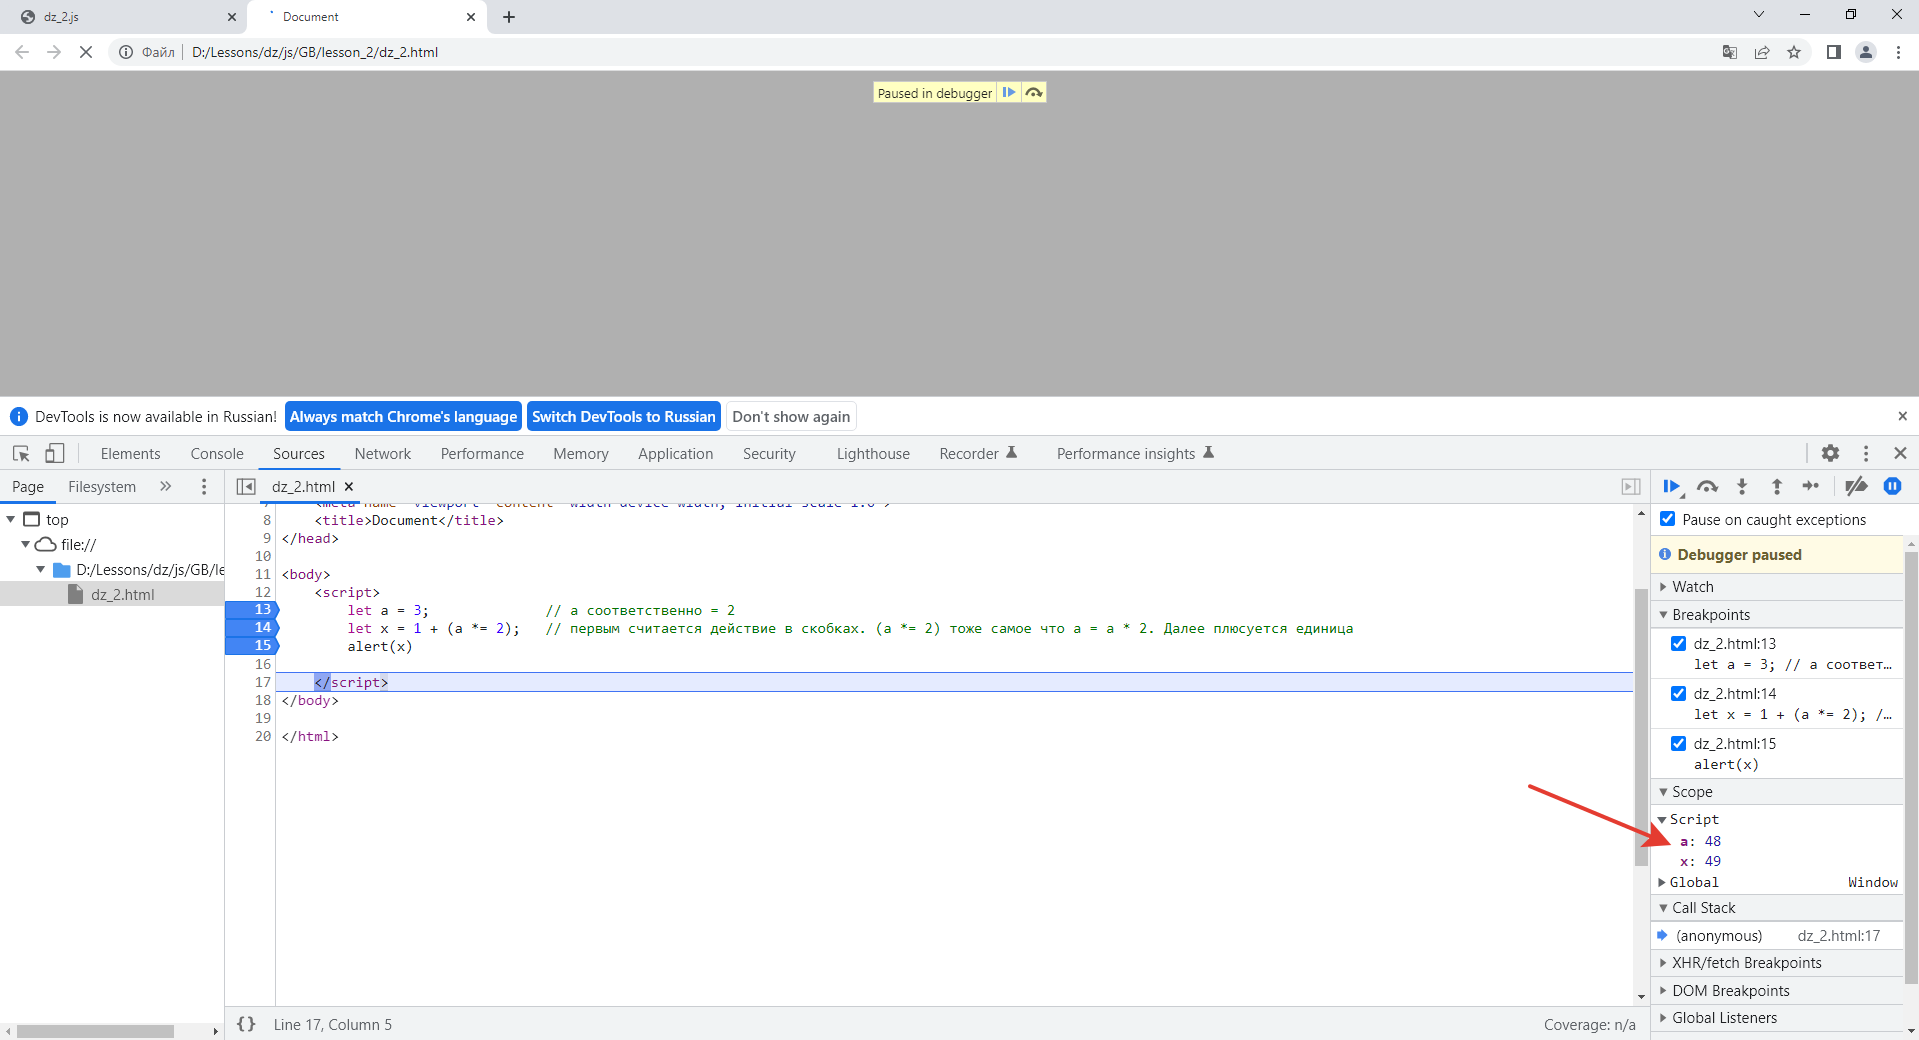 dz_2.js
Document
Файл
D:/Lessons/dz/js/GB/lesson_2/dz_2.html
Paused in debugger
DevTools is now available in Russian!
Always match Chrome's language
Switch DevTools to Russian
Don't show again
Elements
Console
Sources
Network
Performance
Memory
Application
Security
Lighthouse
Recorder
Performance insights
Page
Filesystem
dz_2.html
top
file://
D:/Lessons/dz/js/GB/le
dz_2.html
8 <title>Document</title>
9 </head>
10
11 <body>
12 <script>
13 let a = 3; // а соответственно = 2
14 let x = 1 + (a *= 2); // первым считается действие в скобках. (a *= 2) тоже самое что a = a * 2. Далее плюсуется единица
15 alert(x)
16
17 </script>
18 </body>
19
20 </html>
{} Line 17, Column 5
Coverage: n/a
Pause on caught exceptions
Debugger paused
Watch
Breakpoints
dz_2.html:13
let a = 3; // а соответ…
dz_2.html:14
let x = 1 + (a *= 2); /…
dz_2.html:15
alert(x)
Scope
Script
a: 48
x: 49
Global Window
Call Stack
(anonymous) dz_2.html:17
XHR/fetch Breakpoints
DOM Breakpoints
Global Listeners